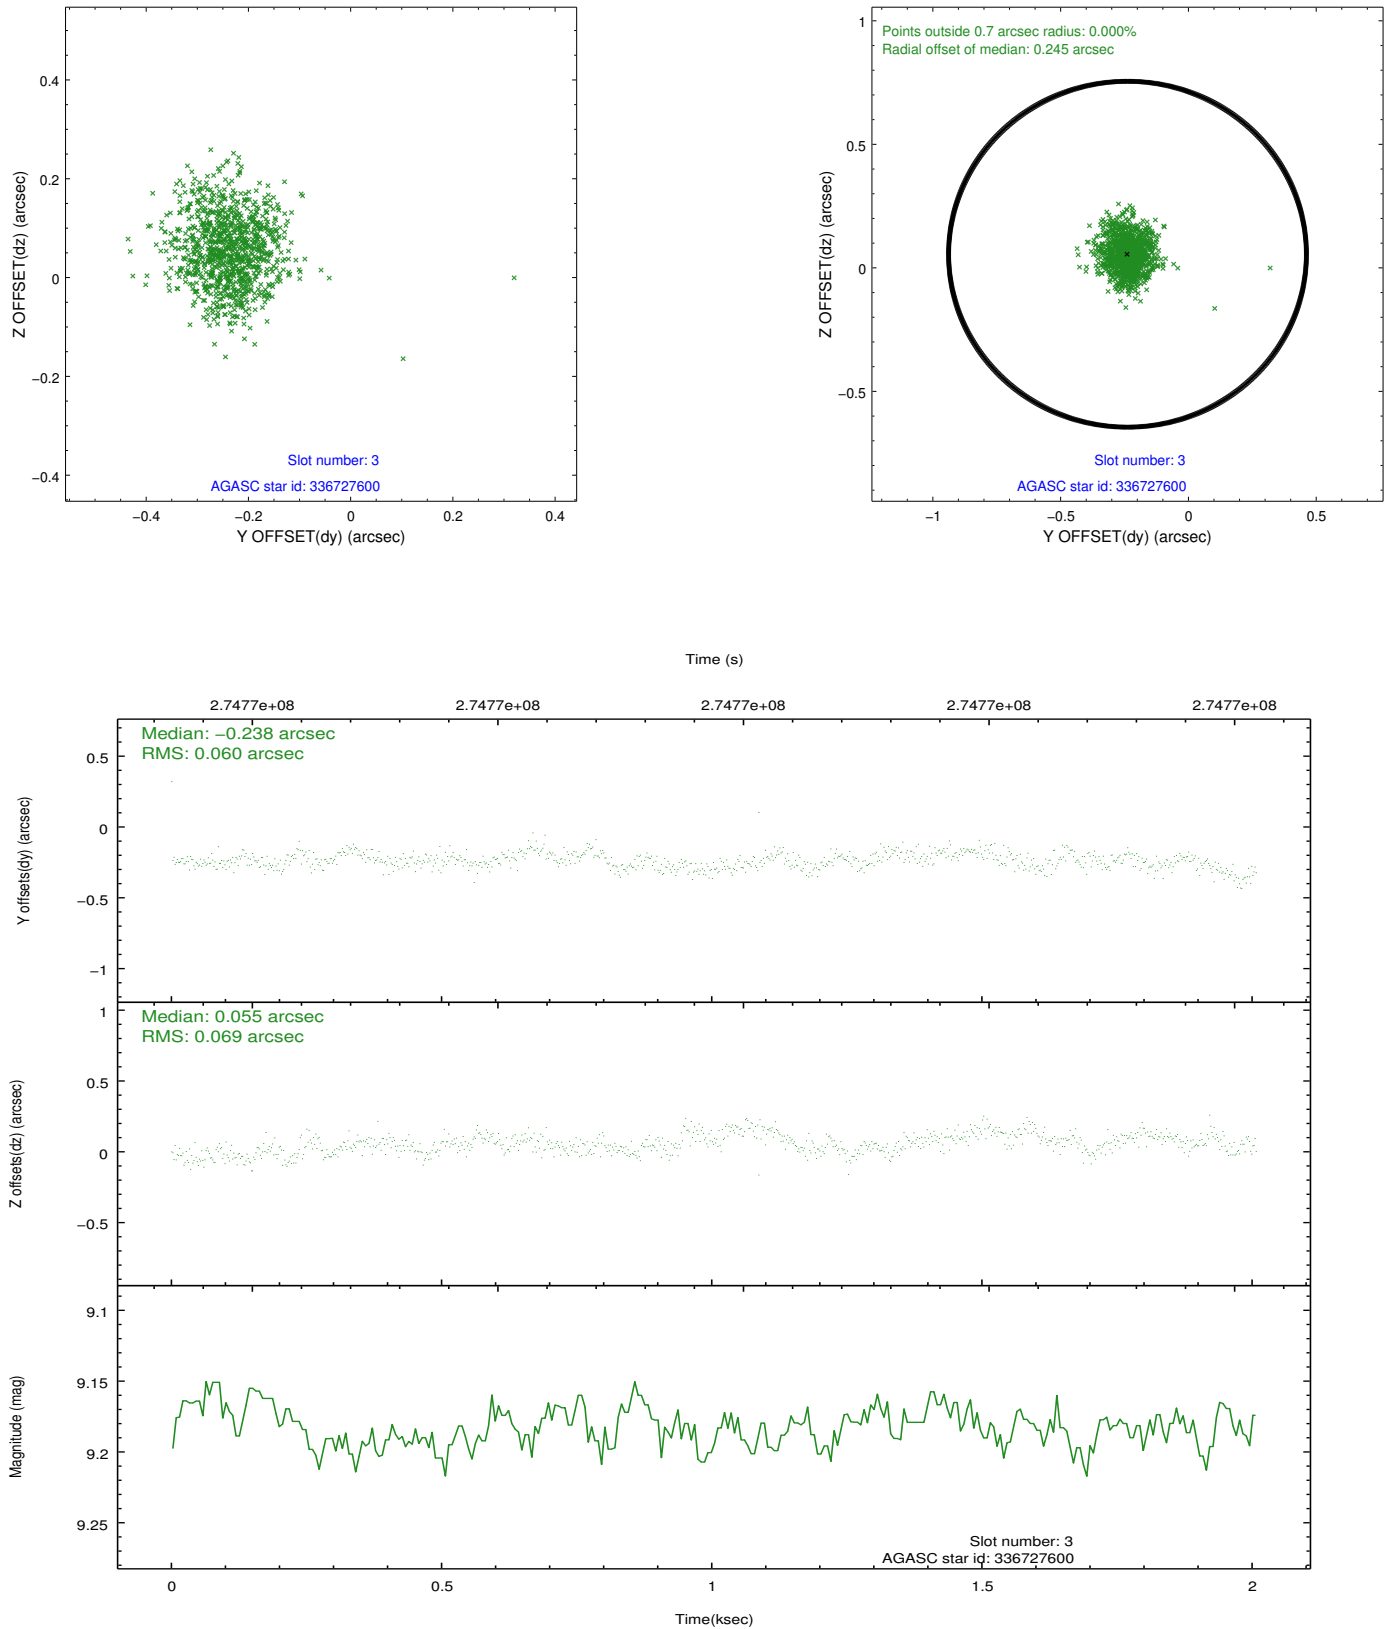 0.4
0.2
0
−0.2
−0.4
Z OFFSET(dz) (arcsec)
Slot number: 3
AGASC star id: 336727600
−0.4
−0.2
0
0.2
0.4
Y OFFSET(dy) (arcsec)
Points outside 0.7 arcsec radius: 0.000%
Radial offset of median: 0.245 arcsec
1
0.5
0
−0.5
Z OFFSET(dz) (arcsec)
Slot number: 3
AGASC star id: 336727600
−1
−0.5
0
0.5
Y OFFSET(dy) (arcsec)
Time (s)
2.7477e+08
2.7477e+08
2.7477e+08
2.7477e+08
2.7477e+08
Median: −0.238 arcsec
RMS: 0.060 arcsec
0.5
0
−0.5
−1
Y offsets(dy) (arcsec)
Median: 0.055 arcsec
RMS: 0.069 arcsec
1
0.5
0
−0.5
Z offsets(dz) (arcsec)
9.1
9.15
9.2
9.25
Magnitude (mag)
Slot number: 3
AGASC star id: 336727600
0
0.5
1
1.5
2
Time(ksec)